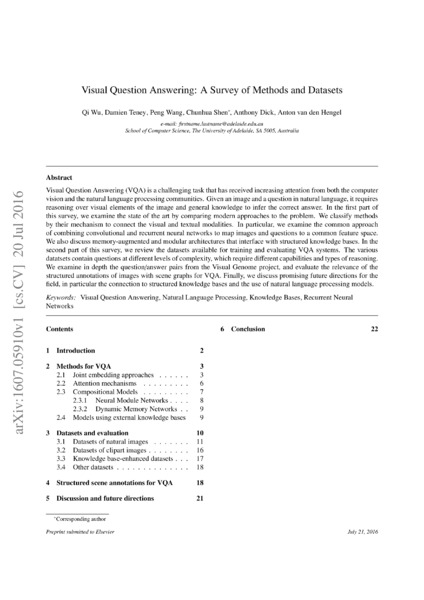 Visual Question Answering: A Survey of Methods and Datasets
Qi Wu, Damien Teney, Peng Wang, Chunhua Shen*, Anthony Dick, Anton van den Hengel
e-mail: firstname.lastname@adelaide.edu.au
School of Computer Science, The University of Adelaide, SA 5005, Australia
Abstract
Visual Question Answering (VQA) is a challenging task that has received increasing attention from both the computer
vision and the natural language processing communities. Given an image and a question in natural language, it requires
reasoning over visual elements of the image and general knowledge to infer the correct answer. In the first part of
this survey, we examine the state of the art by comparing modern approaches to the problem. We classify methods
by their mechanism to connect the visual and textual modalities. In particular, we examine the common approach
of combining convolutional and recurrent neural networks to map images and questions to a common feature space.
We also discuss memory-augmented and modular architectures that interface with structured knowledge bases. In the
second part of this survey, we review the datasets available for training and evaluating VQA systems. The various
datatsets contain questions at different levels of complexity, which require different capabilities and types of reasoning.
We examine in depth the question/answer pairs from the Visual Genome project, and evaluate the relevance of the
structured annotations of images with scene graphs for VQA. Finally, we discuss promising future directions for the
field, in particular the connection to structured knowledge bases and the use of natural language processing models.
Keywords: Visual Question Answering, Natural Language Processing, Knowledge Bases, Recurrent Neural
Networks
Contents
1 Introduction 2
2 Methods for VQA 3
2.1 Joint embedding approaches . . . . . . 3
2.2 Attention mechanisms . . . . . . . . . 6
2.3 Compositional Models . . . . . . . . . 7
2.3.1 Neural Module Networks . . . . 8
2.3.2 Dynamic Memory Networks . . 9
2.4 Models using external knowledge bases 9
3 Datasets and evaluation 10
3.1 Datasets of natural images . . . . . . . 11
3.2 Datasets of clipart images . . . . . . . . 16
3.3 Knowledge base-enhanced datasets . . . 17
3.4 Other datasets . . . . . . . . . . . . . . 18
4 Structured scene annotations for VQA 18
5 Discussion and future directions 21
6 Conclusion 22
*Corresponding author
Preprint submitted to Elsevier July 21, 2016
arXiv:1607.05910v1 [cs.CV] 20 Jul 2016